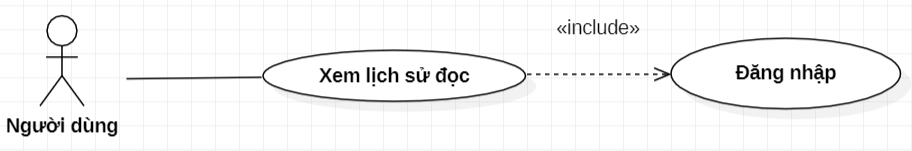 «include»
Xem lịch sử đọc
Đăng nhập
Người dùng